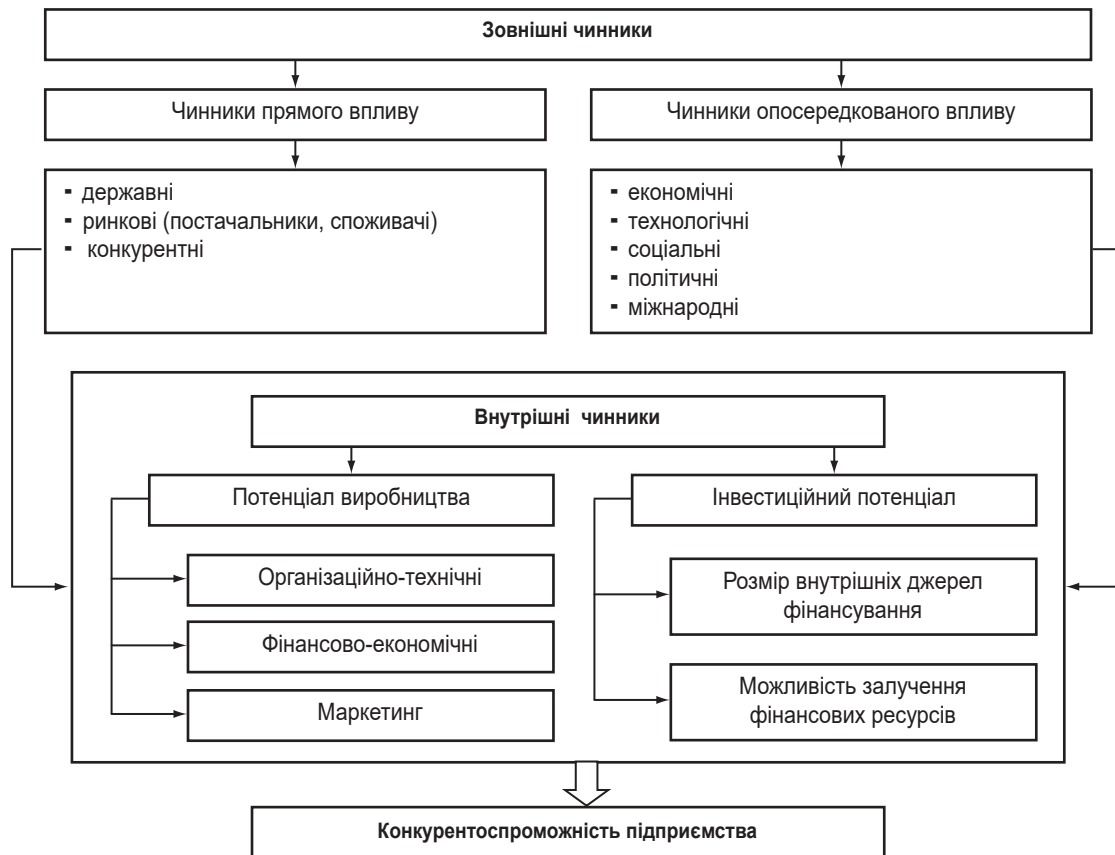 Зовнішні чинники
Чинники прямого впливу
Чинники опосередкованого впливу
- державні
- ринкові (постачальники, споживачі)
- конкурентні
- економічні
- технологічні
- соціальні
- політичні
- міжнародні
Внутрішні чинники
Потенціал виробництва
Інвестиційний потенціал
Організаційно-технічні
Фінансово-економічні
Маркетинг
Розмір внутрішніх джерел
фінансування
Можливість залучення
фінансових ресурсів
Конкурентоспроможність підприємства